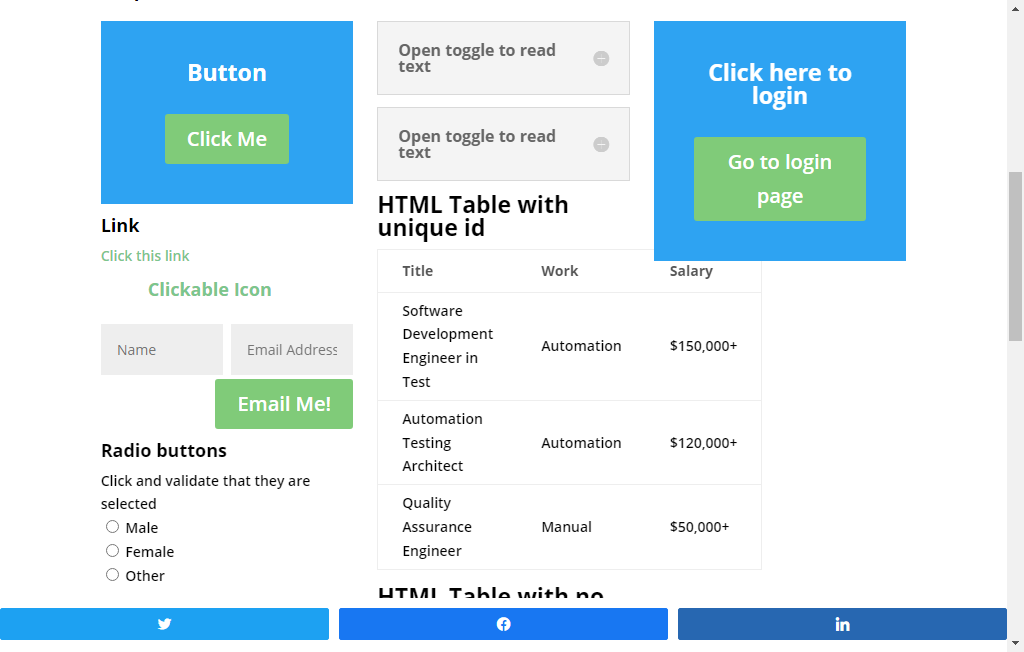 Button
Click Me
Link
Click this link
Clickable Icon
Name
Email Address
Email Me!
Radio buttons
Click and validate that they are
selected
Male
Female
Other
Open toggle to read
text
Open toggle to read
text
HTML Table with
unique id
Title Work Salary
Software
Development
Engineer in
Test
Automation
$150,000+
Automation
Testing
Architect
Automation
$120,000+
Quality
Assurance
Engineer
Manual
$50,000+
HTML Table with no
Click here to
login
Go to login
page
in